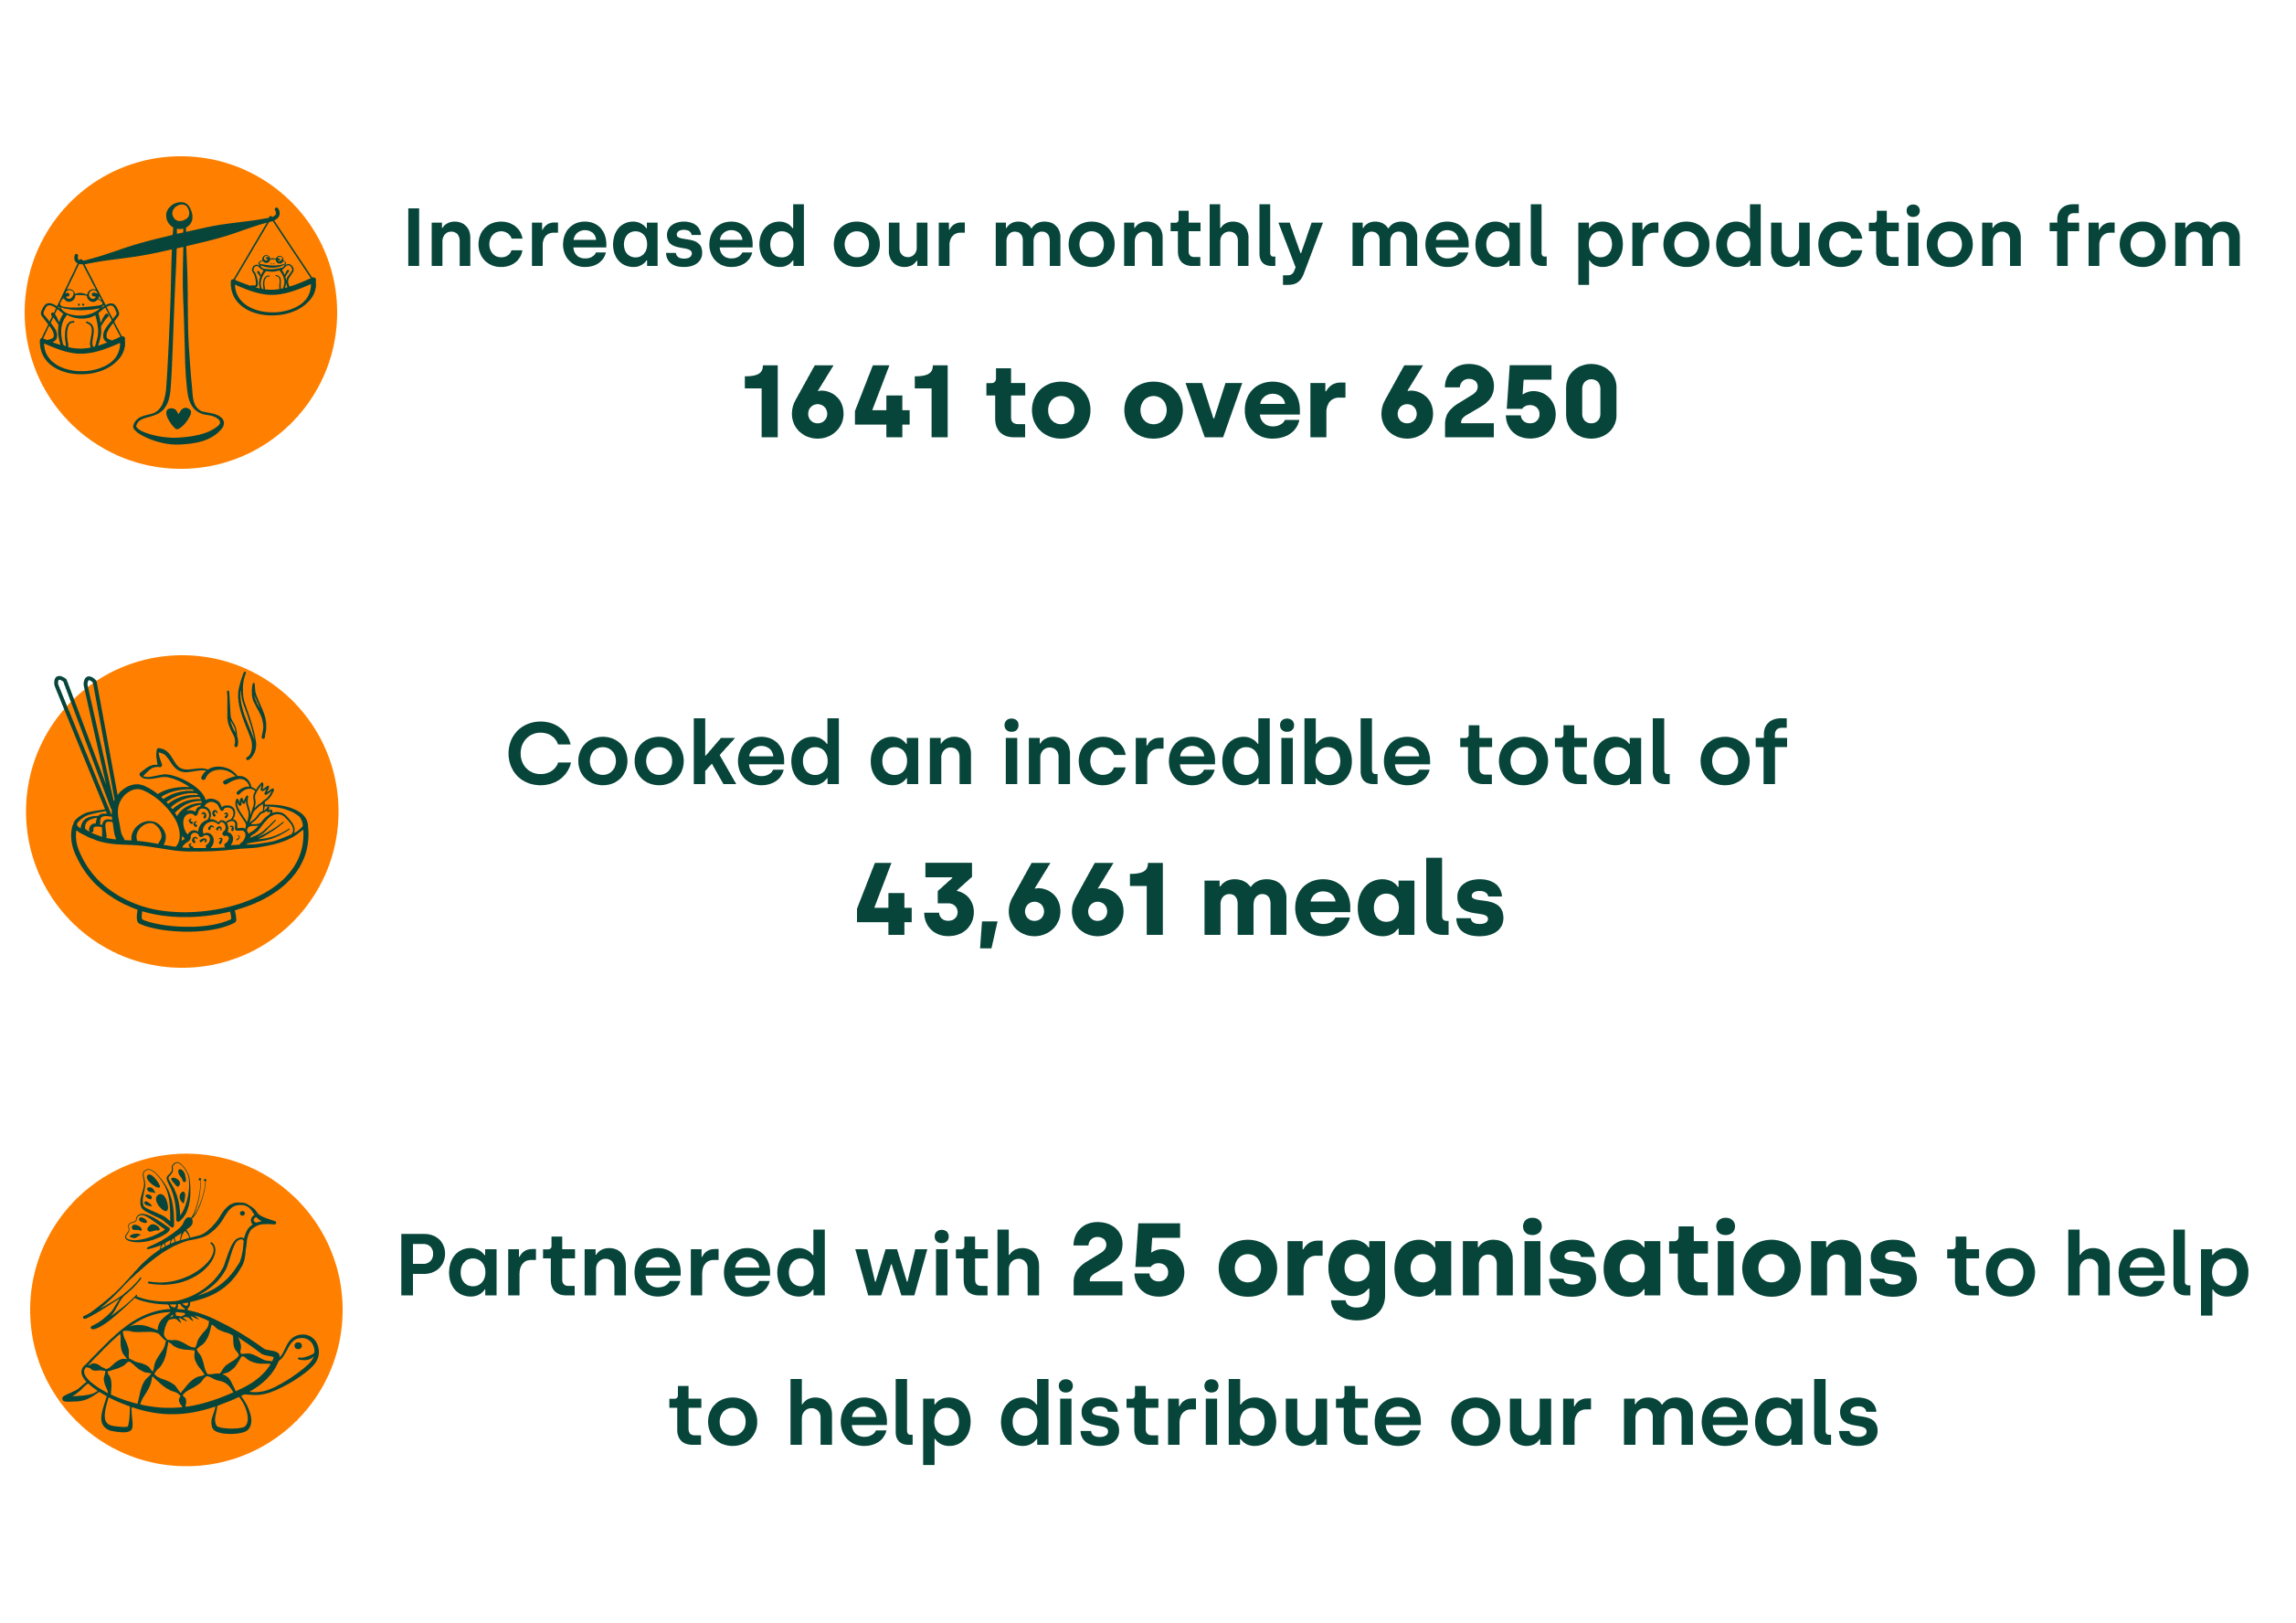 Increased our monthly meal production from
1641 to over 6250
Cooked an incredible total of
43,661 meals
Partnered with 25 organisations to help
to help distribute our meals